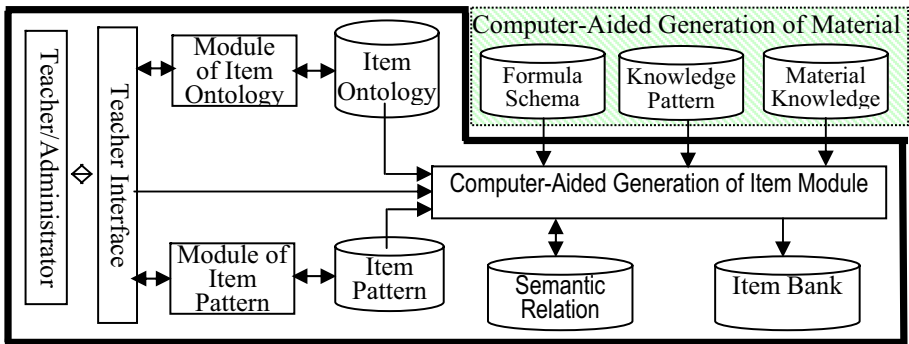 Computer-Aided Generation of Material
Formula
Schema
Knowledge
Pattern
Material
Knowledge
Teacher/Administrator
Teacher Interface
Module
of Item
Ontology
Item
Ontology
Computer-Aided Generation of Item Module
Module of
Item
Pattern
Item
Pattern
Semantic
Relation
Item Bank